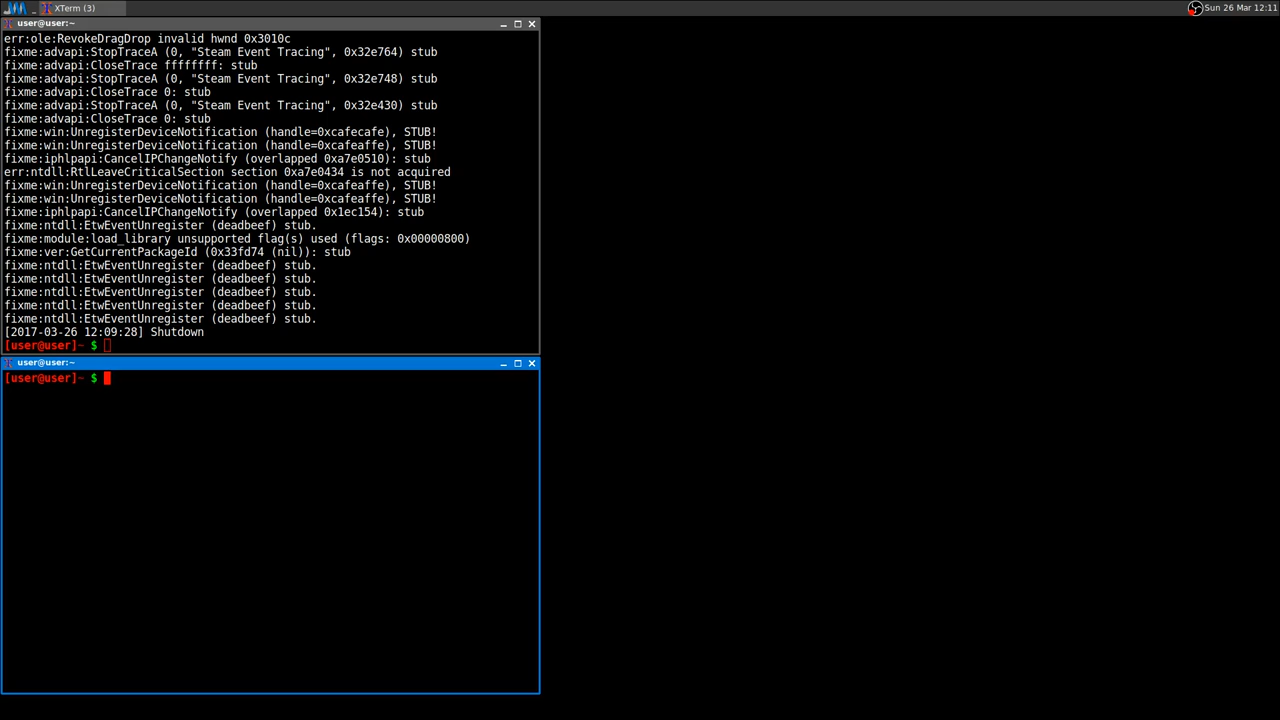 XTerm (3)
Sun 26 Mar 12:11
user@user:~
err:ole:RevokeDragDrop invalid hwnd 0x3010c
fixme:advapi:StopTraceA (0, "Steam Event Tracing", 0x32e764) stub
fixme:advapi:CloseTrace ffffffff: stub
fixme:advapi:StopTraceA (0, "Steam Event Tracing", 0x32e748) stub
fixme:advapi:CloseTrace 0: stub
fixme:advapi:StopTraceA (0, "Steam Event Tracing", 0x32e430) stub
fixme:advapi:CloseTrace 0: stub
fixme:win:UnregisterDeviceNotification (handle=0xcafecafe), STUB!
fixme:win:UnregisterDeviceNotification (handle=0xcafeaffe), STUB!
fixme:iphlpapi:CancelIPChangeNotify (overlapped 0xa7e0510): stub
err:ntdll:RtlLeaveCriticalSection section 0xa7e0434 is not acquired
fixme:win:UnregisterDeviceNotification (handle=0xcafeaffe), STUB!
fixme:win:UnregisterDeviceNotification (handle=0xcafeaffe), STUB!
fixme:iphlpapi:CancelIPChangeNotify (overlapped 0x1ec154): stub
fixme:ntdll:EtwEventUnregister (deadbeef) stub.
fixme:module:load_library unsupported flag(s) used (flags: 0x00000800)
fixme:ver:GetCurrentPackageId (0x33fd74 (nil)): stub
fixme:ntdll:EtwEventUnregister (deadbeef) stub.
fixme:ntdll:EtwEventUnregister (deadbeef) stub.
fixme:ntdll:EtwEventUnregister (deadbeef) stub.
fixme:ntdll:EtwEventUnregister (deadbeef) stub.
fixme:ntdll:EtwEventUnregister (deadbeef) stub.
[2017-03-26 12:09:28] Shutdown
[user@user]~ $
user@user:~
[user@user]~ $